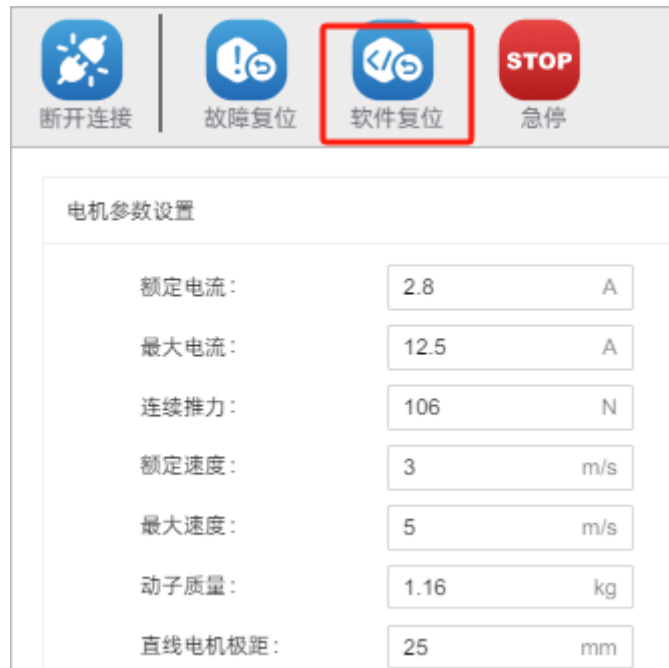 STOP
断开连接 故障复位 软件复位 急停
电机参数设置
额定电流： 2.8 A
最大电流： 12.5 A
连续推力： 106 N
额定速度： 3 m/s
最大速度： 5 m/s
动子质量： 1.16 kg
直线电机极距： 25 mm